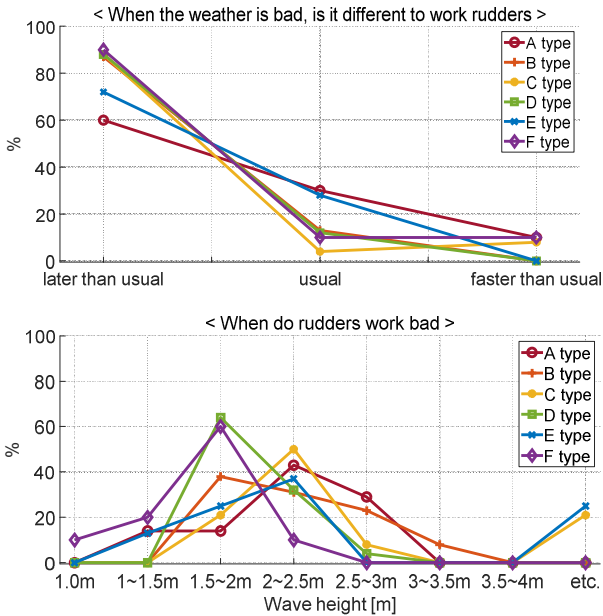 < When the weather is bad, is it different to work rudders >
100
80
60
40
20
0
%
later than usual
usual
faster than usual
A type
B type
C type
D type
E type
F type
< When do rudders work bad >
100
80
60
40
20
0
%
1.0m
1~1.5m
1.5~2m
2~2.5m
2.5~3m
3~3.5m
3.5~4m
etc.
Wave height [m]
A type
B type
C type
D type
E type
F type